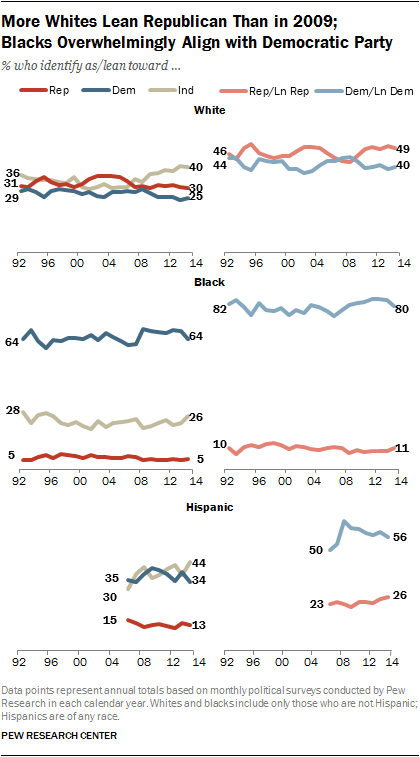 More Whites Lean Republican Than in 2009;
Blacks Overwhelmingly Align with Democratic Party
% who identify as/lean toward ...
Rep Dem Ind Rep/Ln Rep Dem/Ln Dem
White
36 31 29 40 30 25
46 44 49 40
92 96 00 04 08 12 14 92 96 00 04 08 12 14
Black
64 28 5 64 26 5
82 10 80 11
92 96 00 04 08 12 14 92 96 00 04 08 12 14
Hispanic
35 30 15 44 34 13
50 23 56 26
92 96 00 04 08 12 14 92 96 00 04 08 12 14
Data points represent annual totals based on monthly political surveys conducted by Pew
Research in each calendar year. Whites and blacks include only those who are not Hispanic;
Hispanics are of any race.
PEW RESEARCH CENTER